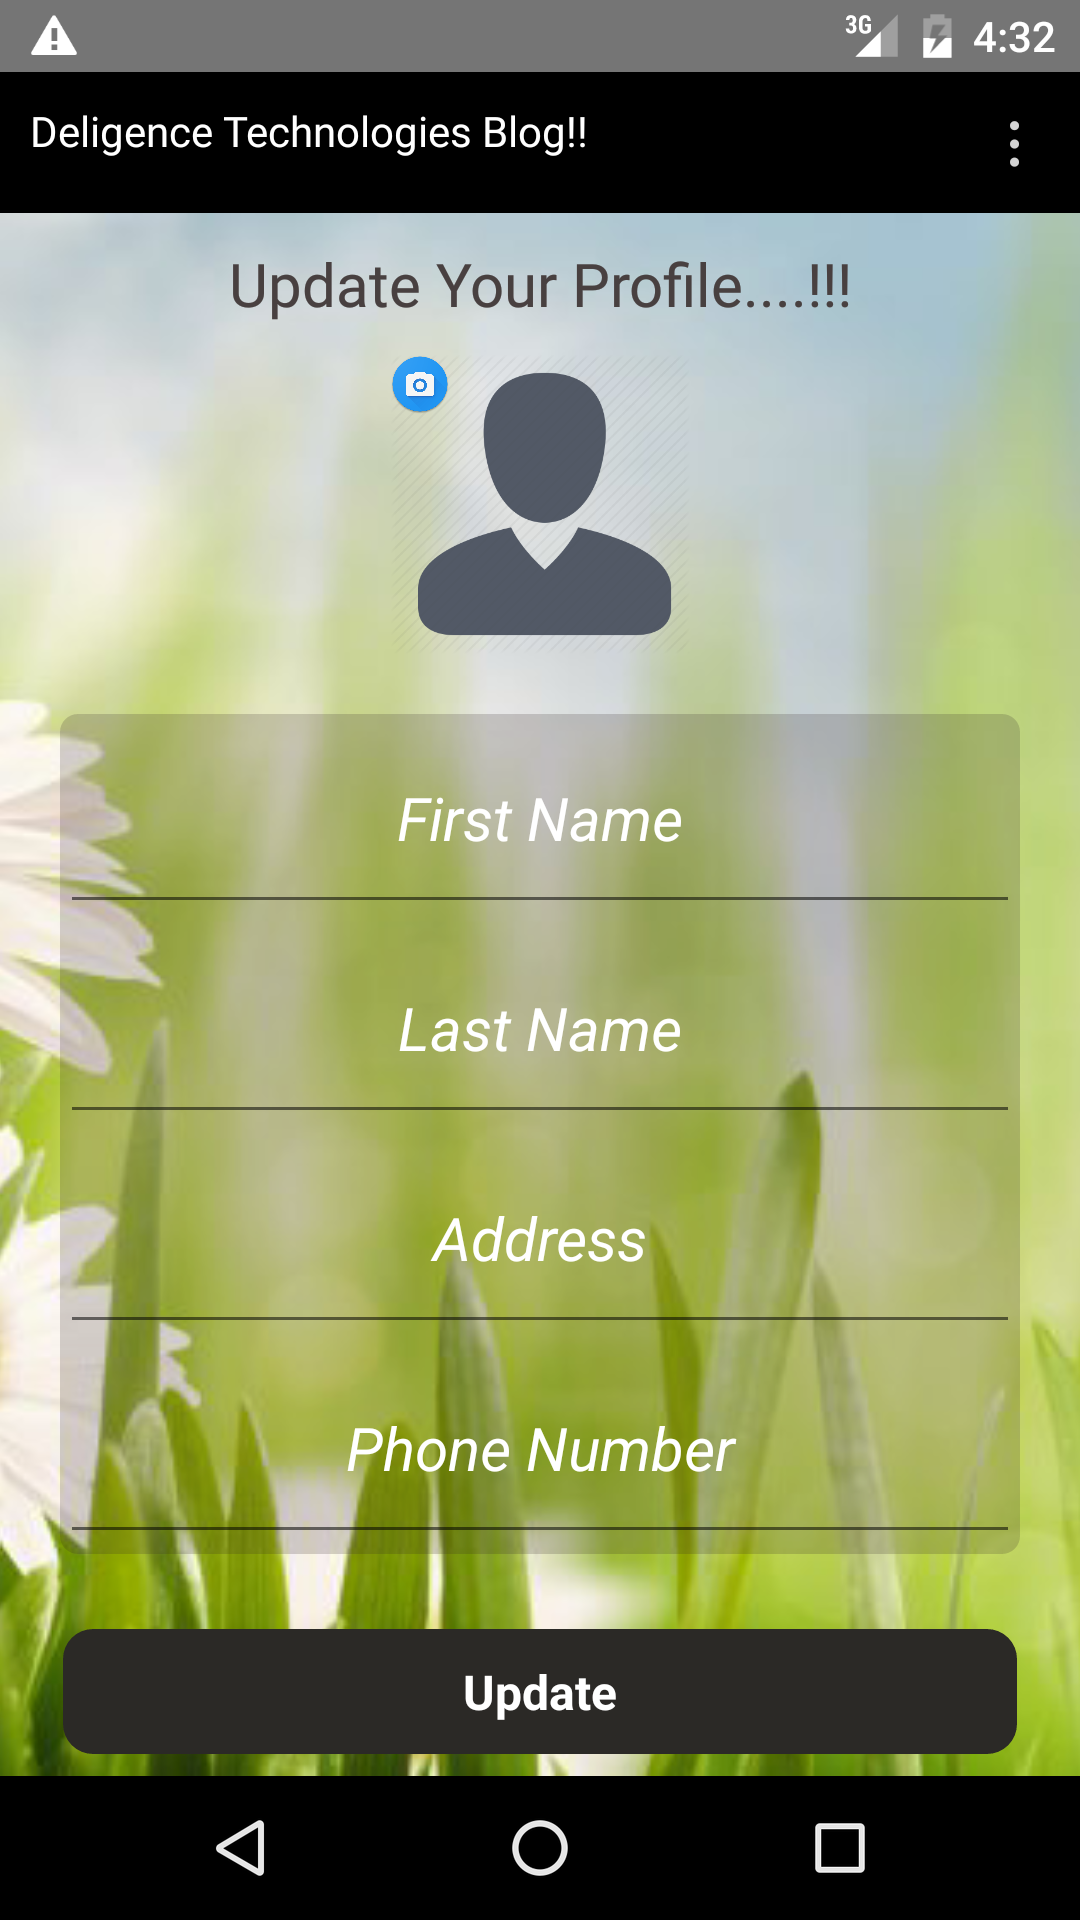 3G 4:32
Deligence Technologies Blog!!
Update Your Profile....!!!
First Name
Last Name
Address
Phone Number
Update